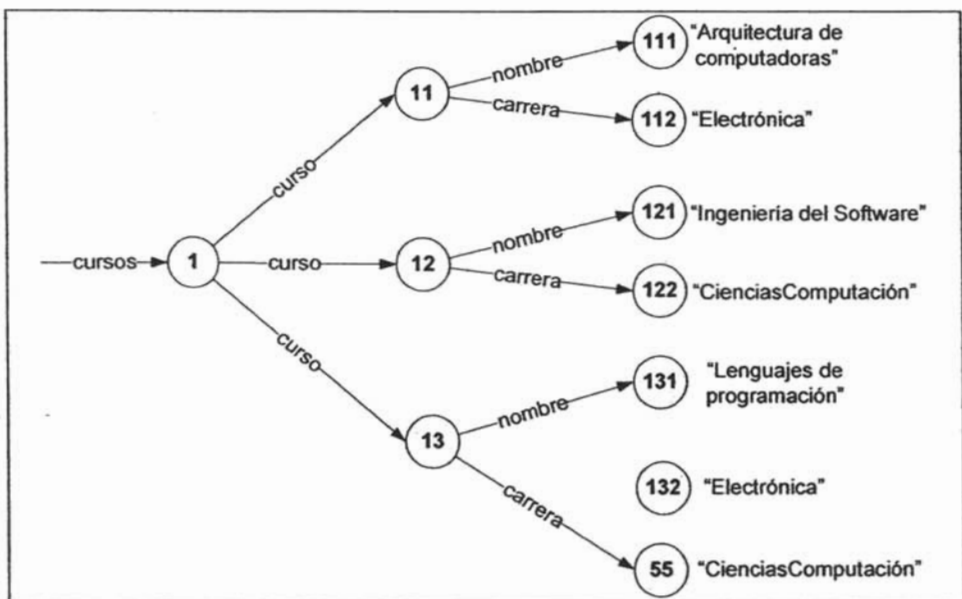 nombre
111
"Arquitectura de
computadoras"
11
carrera
112
"Electrónica"
curso
nombre
121
"Ingeniería del Software"
cursos
1
curso
12
carrera
122
"CienciasComputación"
curso
nombre
131
"Lenguajes de
programación"
13
132
"Electrónica"
carrera
55
"CienciasComputación"